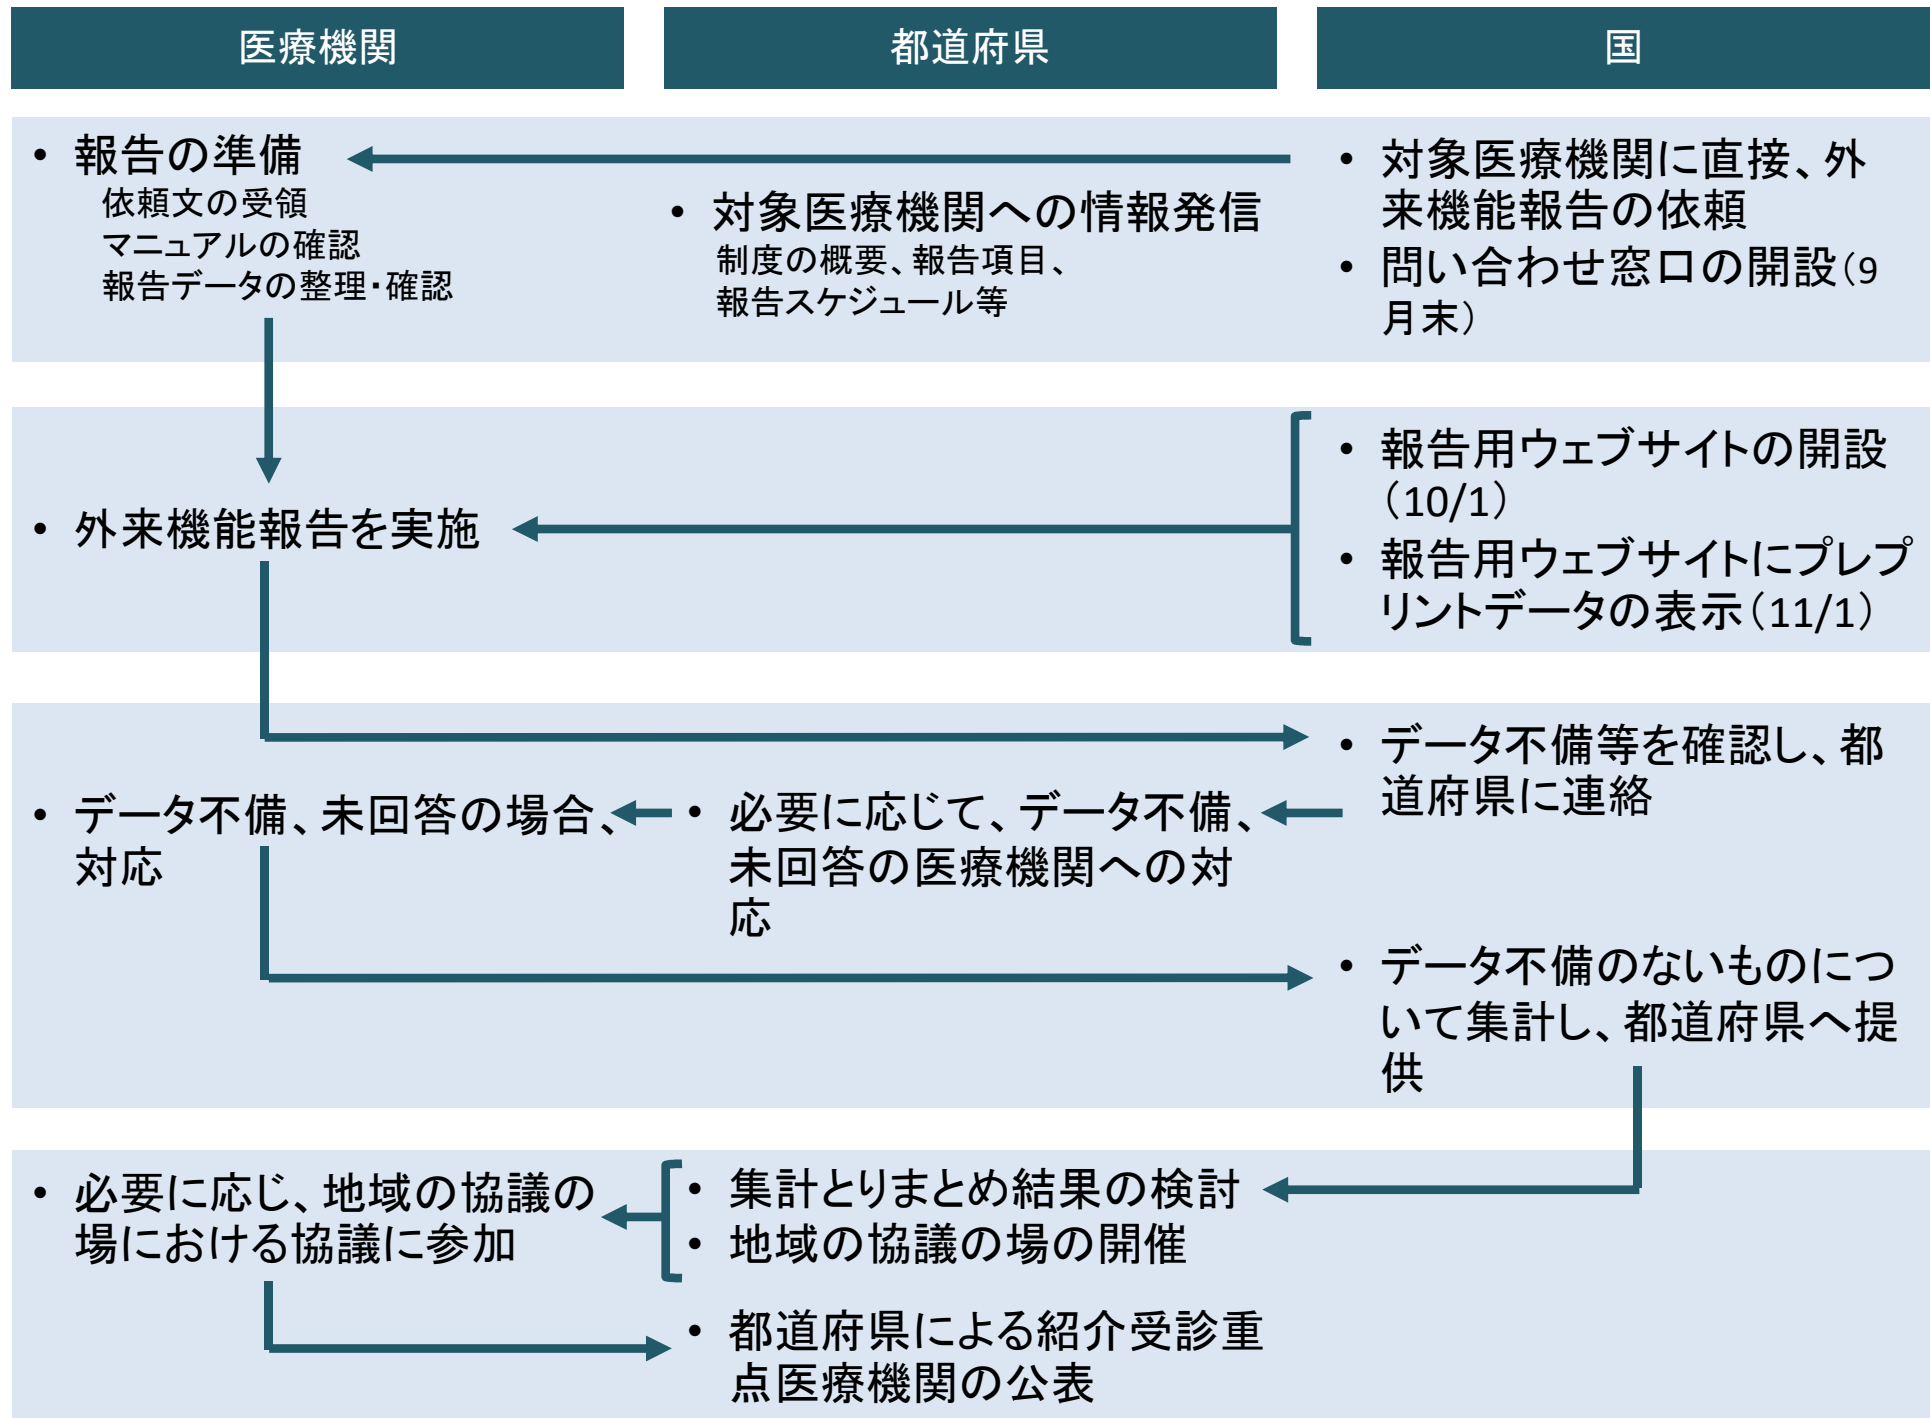 医療機関
都道府県
国
• 報告の準備
依頼文の受領
マニュアルの確認
報告データの整理・確認
• 対象医療機関への情報発信
制度の概要、報告項目、
報告スケジュール等
• 対象医療機関に直接、外
来機能報告の依頼
• 問い合わせ窓口の開設（9
月末）
• 外来機能報告を実施
• 報告用ウェブサイトの開設
（10/1）
• 報告用ウェブサイトにプレプ
リントデータの表示（11/1）
• データ不備、未回答の場合、
対応
• 必要に応じて、データ不備、
未回答の医療機関への対
応
• データ不備等を確認し、都
道府県に連絡
• データ不備のないものにつ
いて集計し、都道府県へ提
供
• 必要に応じ、地域の協議の
場における協議に参加
• 集計とりまとめ結果の検討
• 地域の協議の場の開催
• 都道府県による紹介受診重
点医療機関の公表